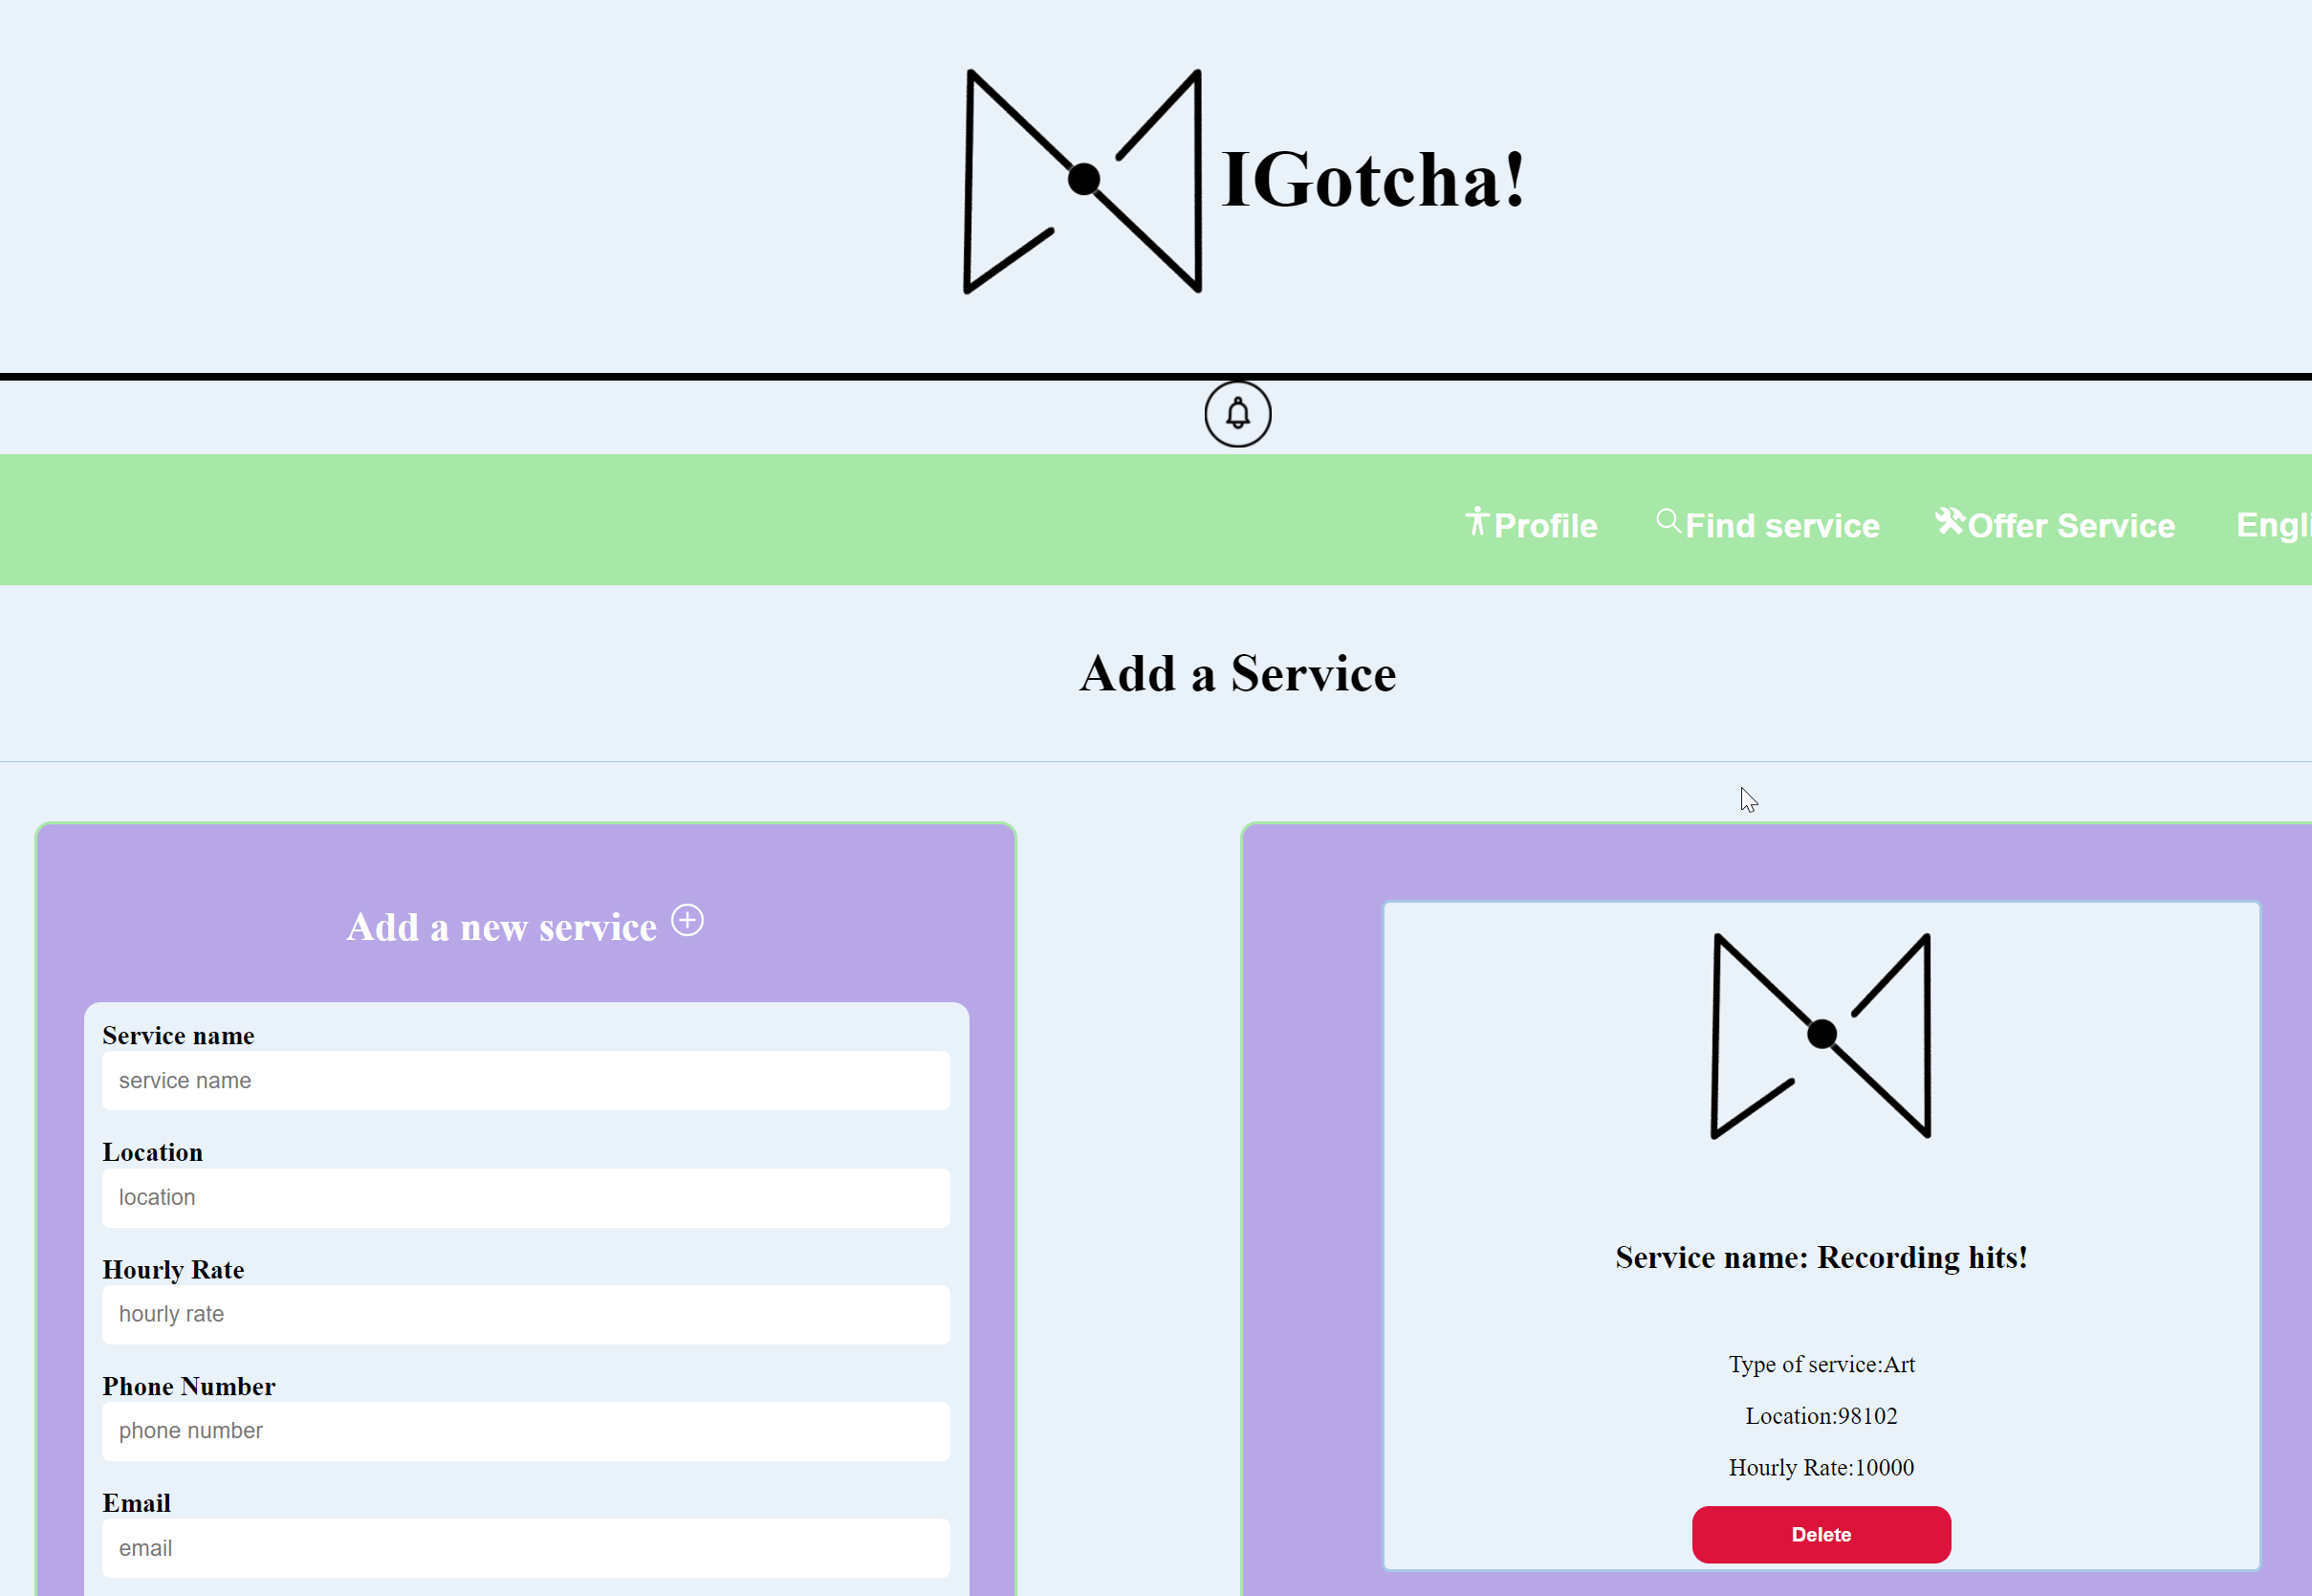 IGotcha!
Profile
Find service
Offer Service
Engli
Add a Service
Add a new service
Service name
service name
Location
location
Hourly Rate
hourly rate
Phone Number
phone number
Email
email
Service name: Recording hits!
Type of service:Art
Location:98102
Hourly Rate:10000
Delete